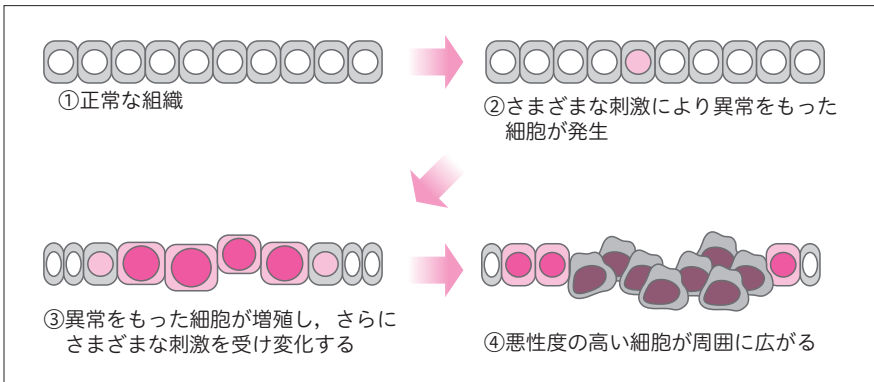 ①正常な組織
②さまざまな刺激により異常をもった
細胞が発生
③異常をもった細胞が増殖し，さらに
さまざまな刺激を受け変化する
④悪性度の高い細胞が周囲に広がる